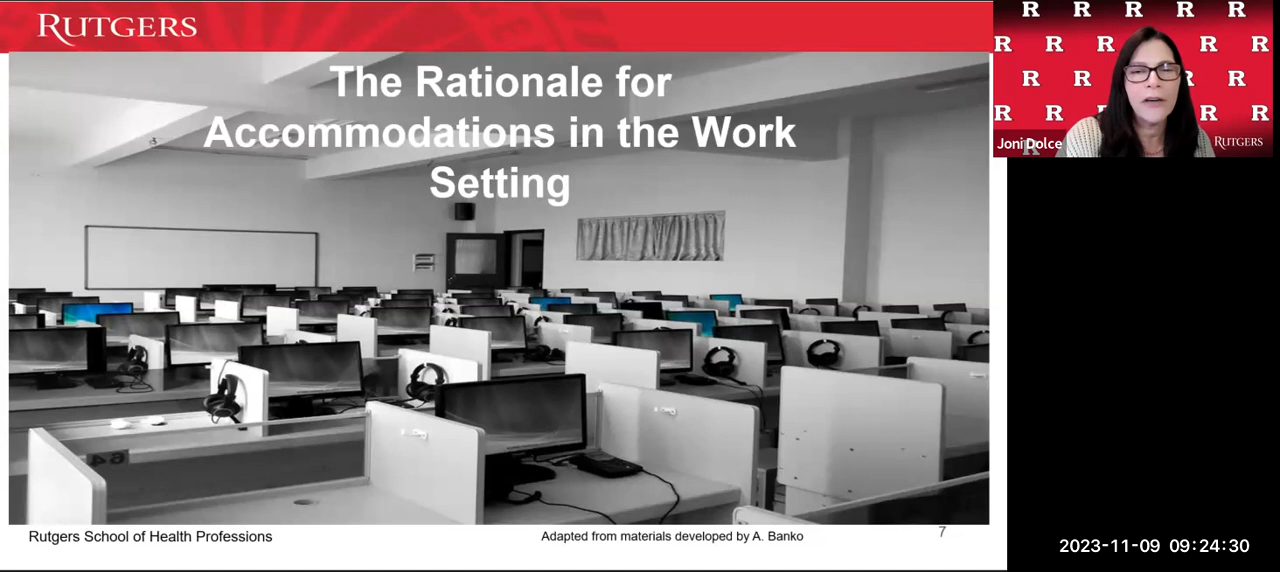 RUTGERS
The Rationale for
Accommodations in the Work
Setting
64
Rutgers School of Health Professions
Adapted from materials developed by A. Banko
7
R R R R R
R R R R R R
R R R R
R R R R
R
Joni Dolce
RUTGERS
2023-11-09 09:24:30